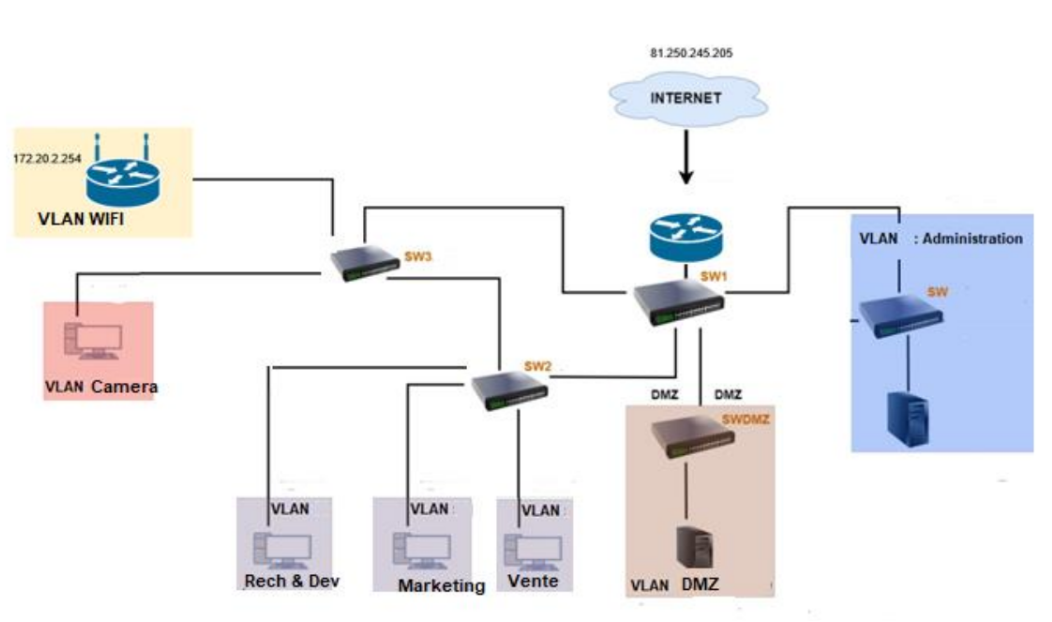 81.250.245.205
INTERNET
172.20.2.254
VLAN WIFI
VLAN : Administration
SW3
SW1
SW
VLAN Camera
SW2
DMZ DMZ
SWDMZ
VLAN
Rech & Dev
VLAN :
Marketing
VLAN :
Vente
VLAN DMZ